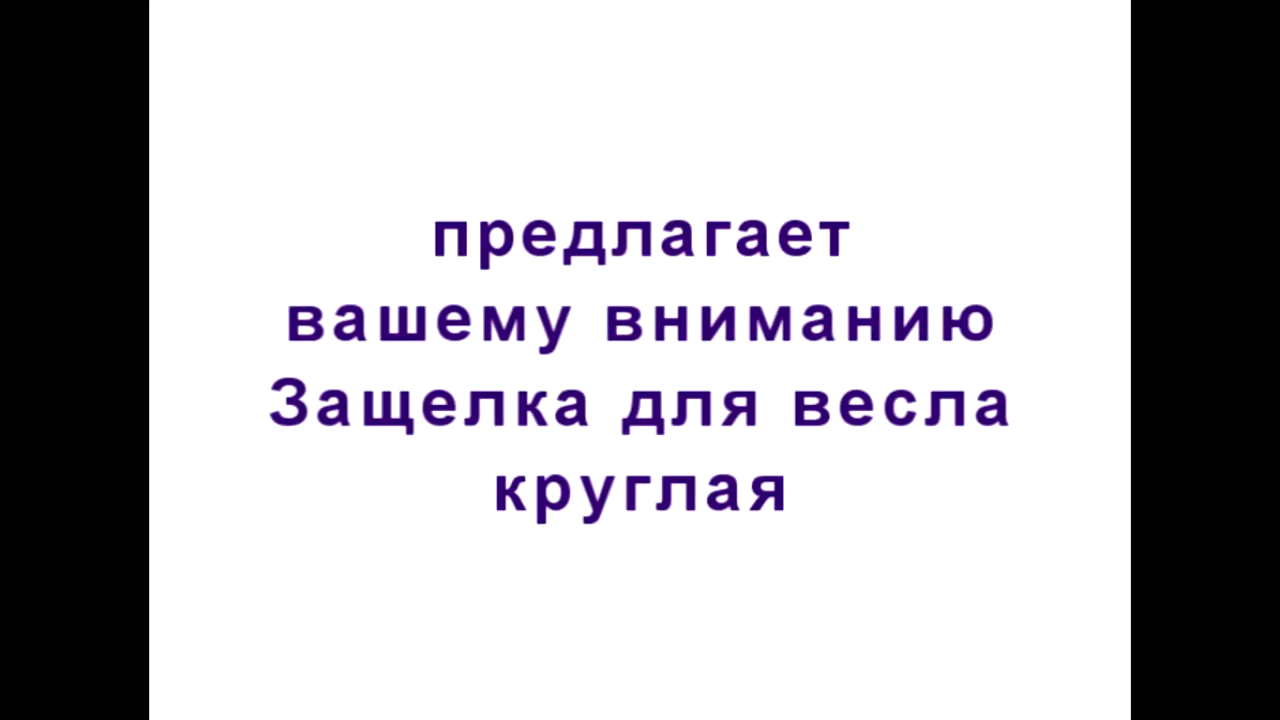 предлагает
вашему вниманию
Защелка для весла
круглая